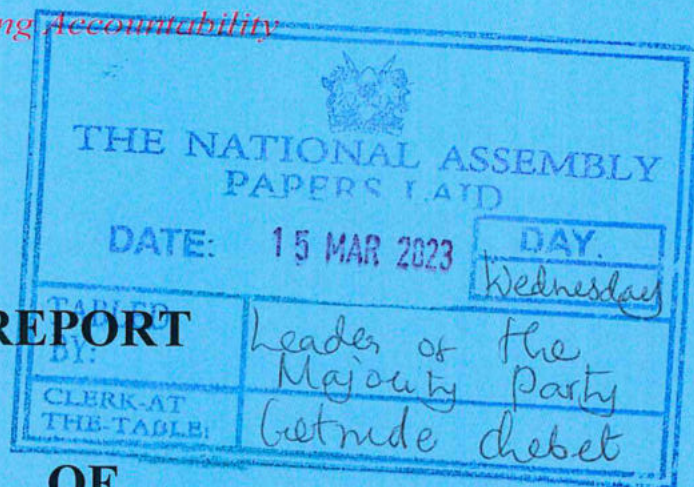 ng Accountability
THE NATIONAL ASSEMBLY
PAPERS LAID
DATE: 15 MAR 2023 DAY.
Wednesday
REPORT
TABLED
BY: Leader of the
Majority Party
CLERK-AT
THE-TABLE: Getrude chebet
OF